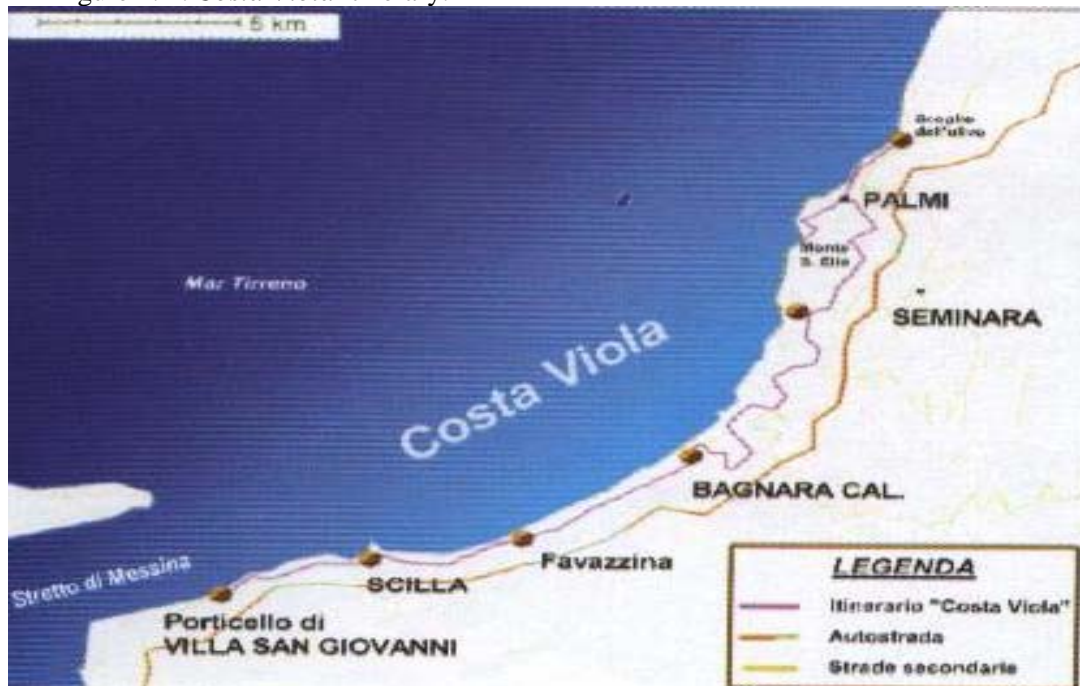 5 km
Scoglio
dell'ulivo
PALMI
Monte
S. Elia
Mar Tirreno
SEMINARA
Costa Viola
BAGNARA CAL.
Favazzina
SCILLA
Stretto di Messina
Porticello di
VILLA SAN GIOVANNI
LEGENDA
Itinerario "Costa Viola"
Autostrada
Strade secondarie